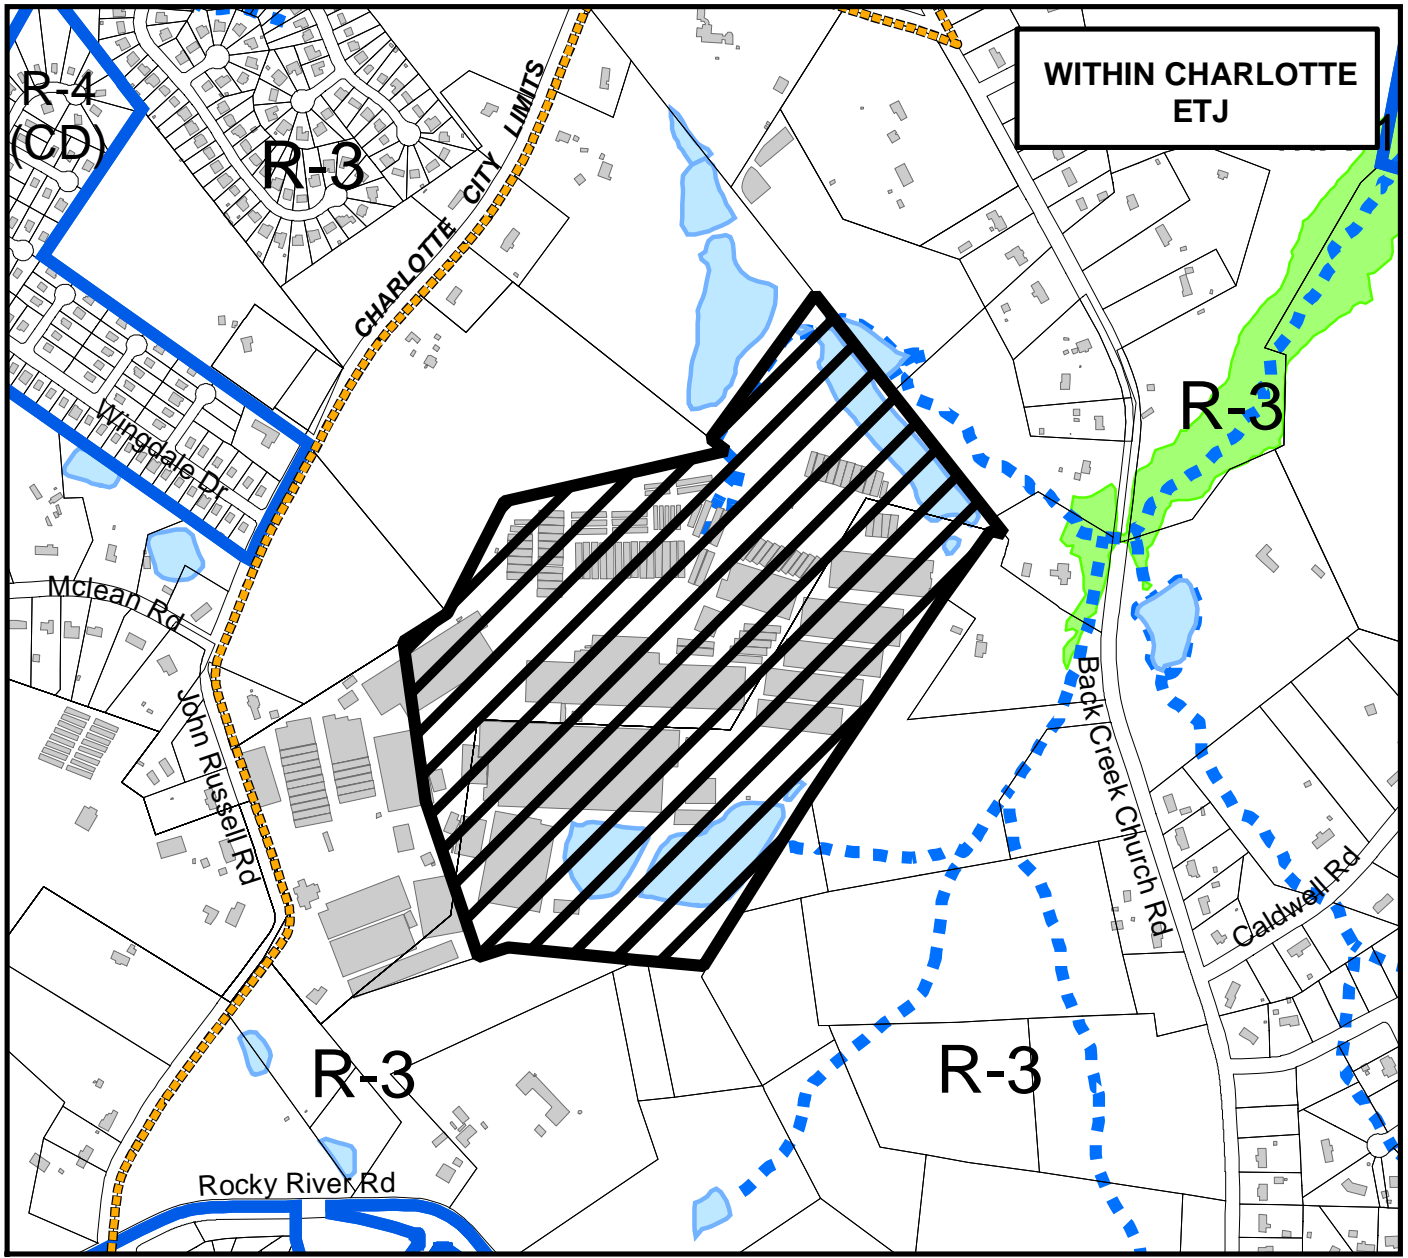 WITHIN CHARLOTTE
ETJ
R-4
(CD)
R-3
CHARLOTTE CITY LIMITS
R-3
Wingdale Dr
Mclean Rd
John Russell Rd
Back Creek Church Rd
Caldwell Rd
R-3
R-3
Rocky River Rd